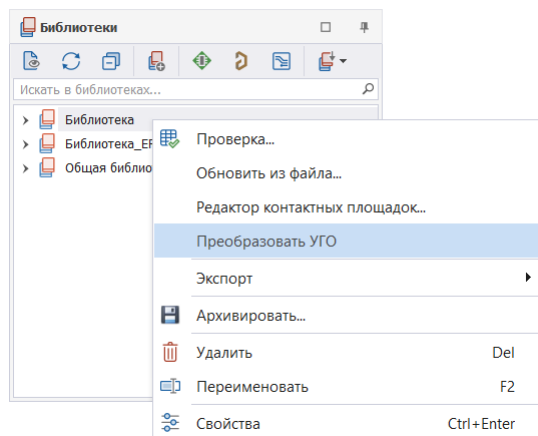 Библиотеки
Искать в библиотеках...
Библиотека
Библиотека_
Общая библио
Проверка...
Обновить из файла...
Редактор контактных площадок...
Преобразовать УГО
Экспорт
Архивировать...
Удалить Del
Переименовать F2
Свойства Ctrl+Enter